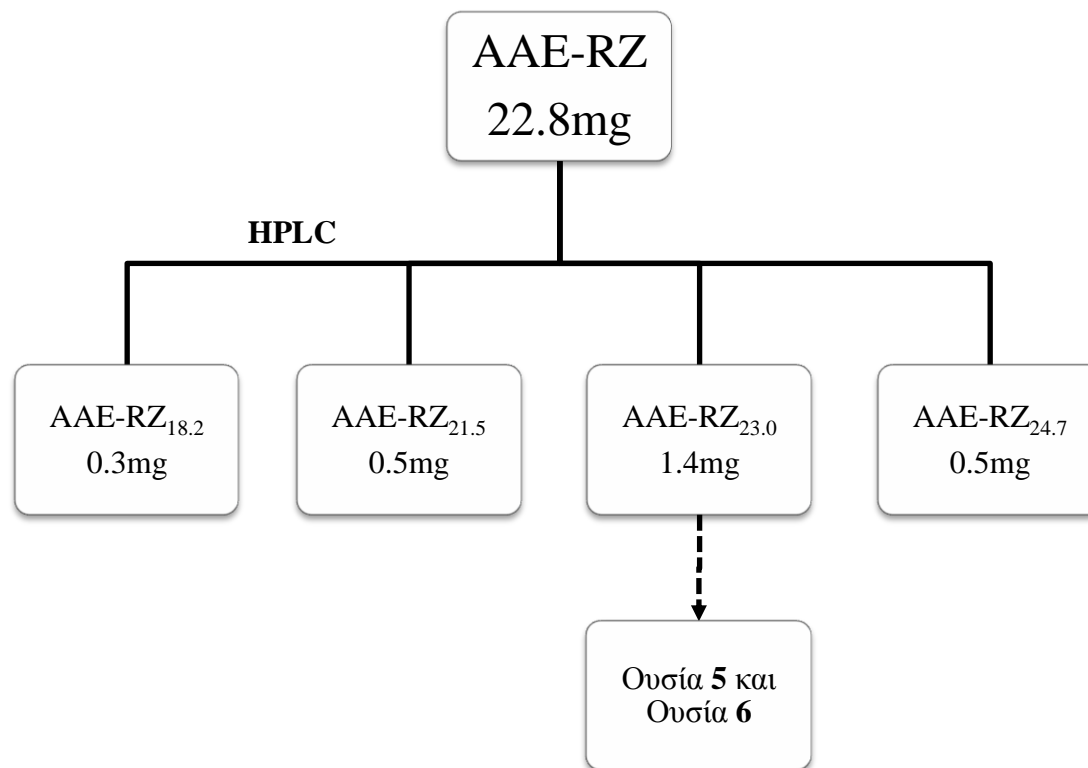 AAE-RZ
22.8mg
HPLC
AAE-RZ18.2
0.3mg
AAE-RZ21.5
0.5mg
AAE-RZ23.0
1.4mg
AAE-RZ24.7
0.5mg
Ουσία 5 και
Ουσία 6